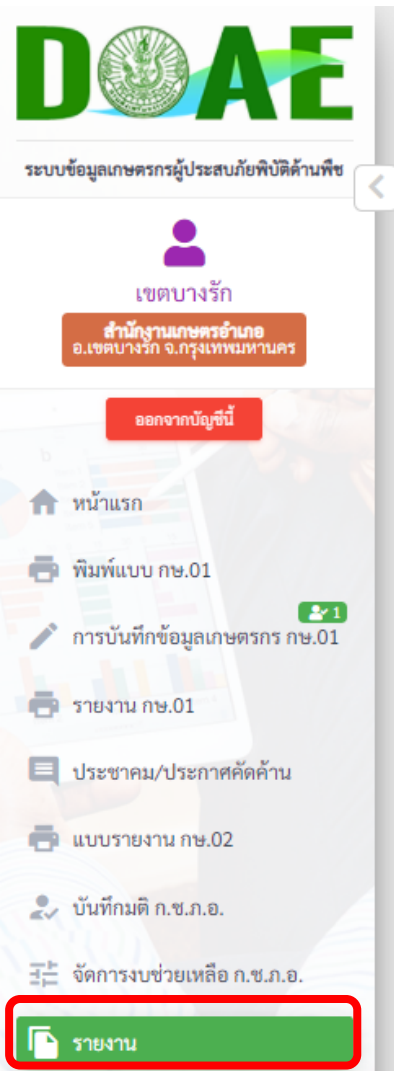 DOAE
ระบบข้อมูลเกษตรกรผู้ประสบภัยพิบัติด้านพืช
เขตบางรัก
สำนักงานเกษตรอำเภอ
อ.เขตบางรัก จ.กรุงเทพมหานคร
ออกจากบัญชีนี้
หน้าแรก
พิมพ์แบบ กษ.01
1
การบันทึกข้อมูลเกษตรกร กษ.01
รายงาน กษ.01
ประชาคม/ประกาศคัดค้าน
แบบรายงาน กษ.02
บันทึกมติ ก.ช.ภ.อ.
จัดการงบช่วยเหลือ ก.ช.ภ.อ.
รายงาน